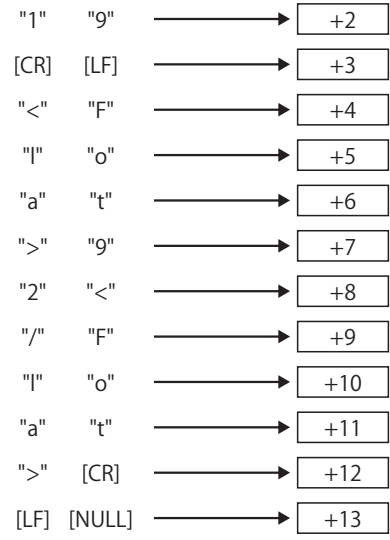 "1" "9" +2
[CR] [LF] +3
"<" "F" +4
"l" "o" +5
"a" "t" +6
">" "9" +7
"2" "<" +8
"/" "F" +9
"l" "o" +10
"a" "t" +11
">" [CR] +12
[LF] [NULL] +13